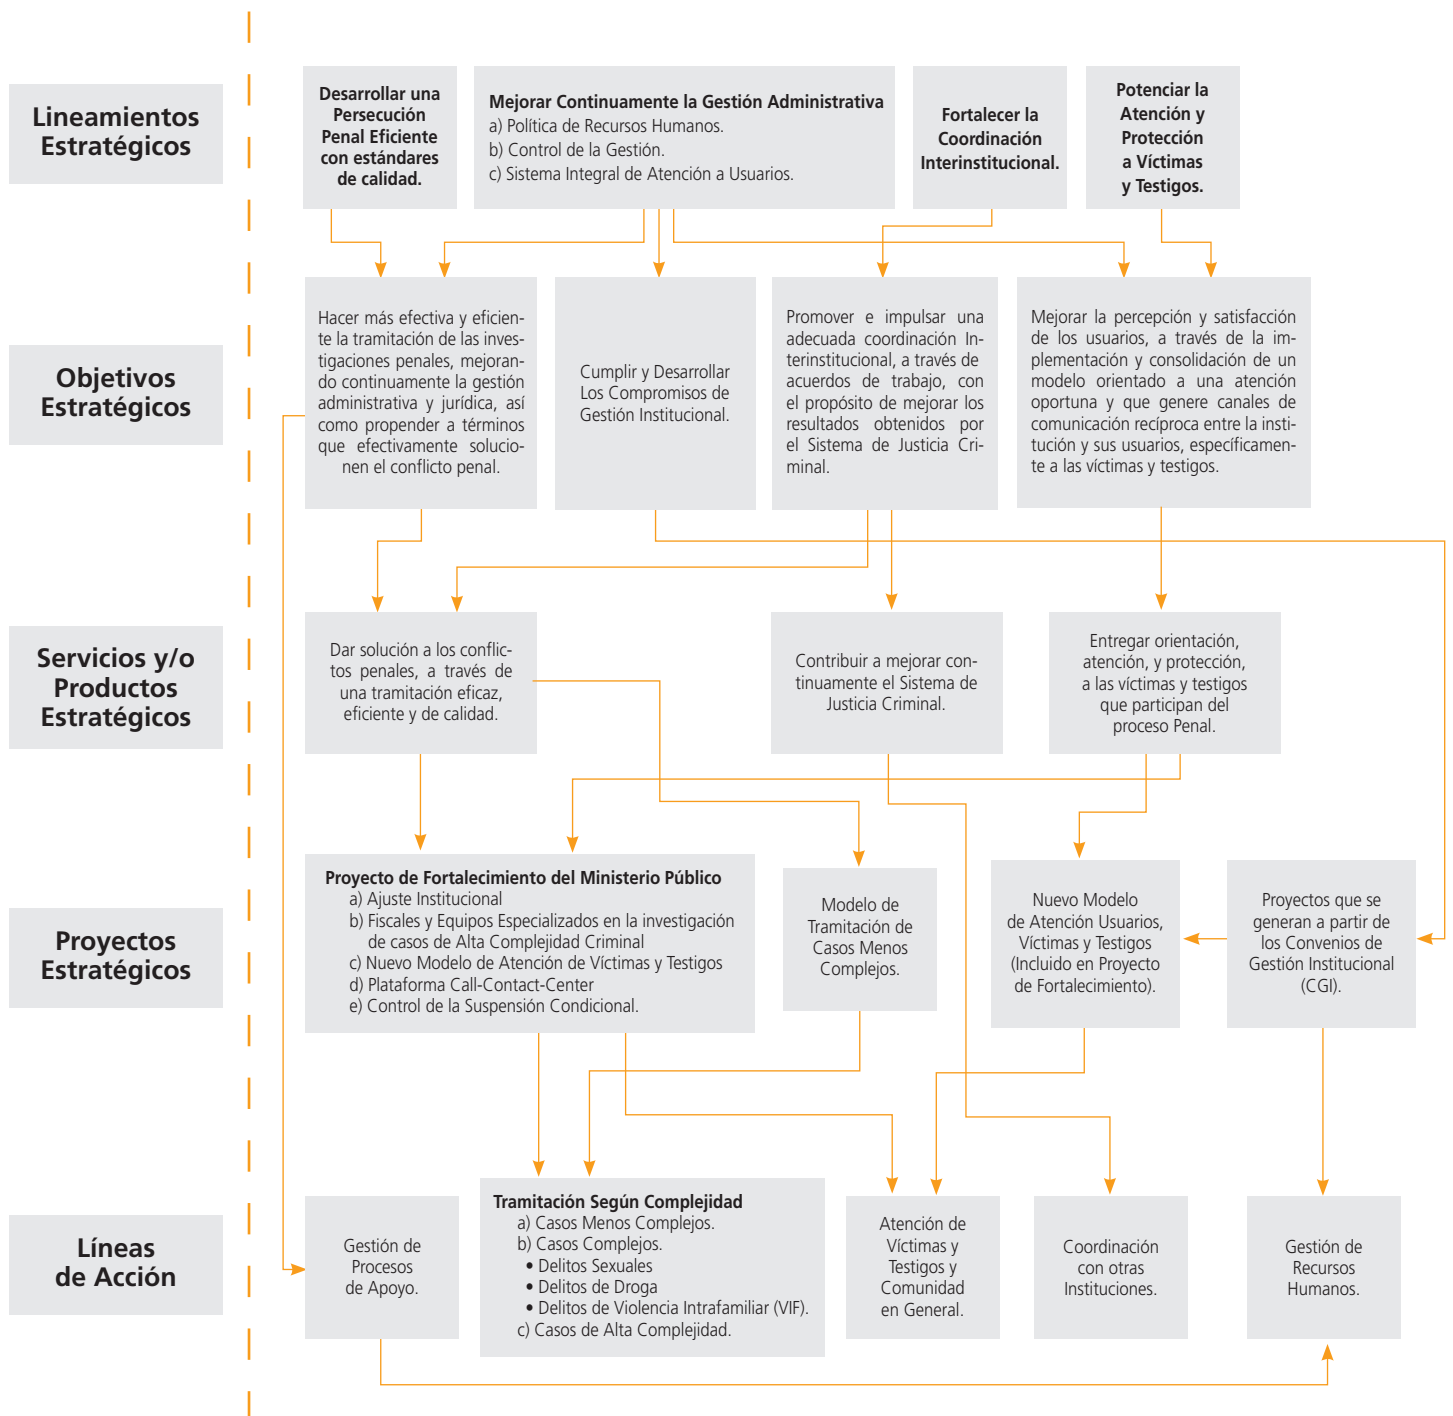 Lineamientos
Estratégicos
Desarrollar una
Persecución
Penal Eficiente
con estándares
de calidad.
Mejorar Continuamente la Gestión Administrativa
a) Política de Recursos Humanos.
b) Control de la Gestión.
c) Sistema Integral de Atención a Usuarios.
Fortalecer la
Coordinación
Interinstitucional.
Potenciar la
Atención y
Protección
a Víctimas
y Testigos.
Objetivos
Estratégicos
Hacer más efectiva y eficien-
te la tramitación de las inves-
tigaciones penales, mejoran-
do continuamente la gestión
administrativa y jurídica, así
como propender a términos
que efectivamente solucio-
nen el conflicto penal.
Cumplir y Desarrollar
Los Compromisos de
Gestión Institucional.
Promover e impulsar una
adecuada coordinación In-
terinstitucional, a través de
acuerdos de trabajo, con
el propósito de mejorar los
resultados obtenidos por
el Sistema de Justicia Cri-
minal.
Mejorar la percepción y satisfacción
de los usuarios, a través de la im-
plementación y consolidación de un
modelo orientado a una atención
oportuna y que genere canales de
comunicación recíproca entre la insti-
tución y sus usuarios, específicamen-
te a las víctimas y testigos.
Servicios y/o
Productos
Estratégicos
Dar solución a los conflic-
tos penales, a través de
una tramitación eficaz,
eficiente y de calidad.
Contribuir a mejorar con-
tinuamente el Sistema de
Justicia Criminal.
Entregar orientación,
atención, y protección,
a las víctimas y testigos
que participan del
proceso Penal.
Proyectos
Estratégicos
Proyecto de Fortalecimiento del Ministerio Público
a) Ajuste Institucional
b) Fiscales y Equipos Especializados en la investigación
de casos de Alta Complejidad Criminal
c) Nuevo Modelo de Atención de Víctimas y Testigos
d) Plataforma Call-Contact-Center
e) Control de la Suspensión Condicional.
Modelo de
Tramitación de
Casos Menos
Complejos.
Nuevo Modelo
de Atención Usuarios,
Víctimas y Testigos
(Incluido en Proyecto
de Fortalecimiento).
Proyectos que se
generan a partir de
los Convenios de
Gestión Institucional
(CGI).
Líneas
de Acción
Gestión de
Procesos
de Apoyo.
Tramitación Según Complejidad
a) Casos Menos Complejos.
b) Casos Complejos.
• Delitos Sexuales
• Delitos de Droga
• Delitos de Violencia Intrafamiliar (VIF).
c) Casos de Alta Complejidad.
Atención de
Víctimas y
Testigos y
Comunidad
en General.
Coordinación
con otras
Instituciones.
Gestión de
Recursos
Humanos.